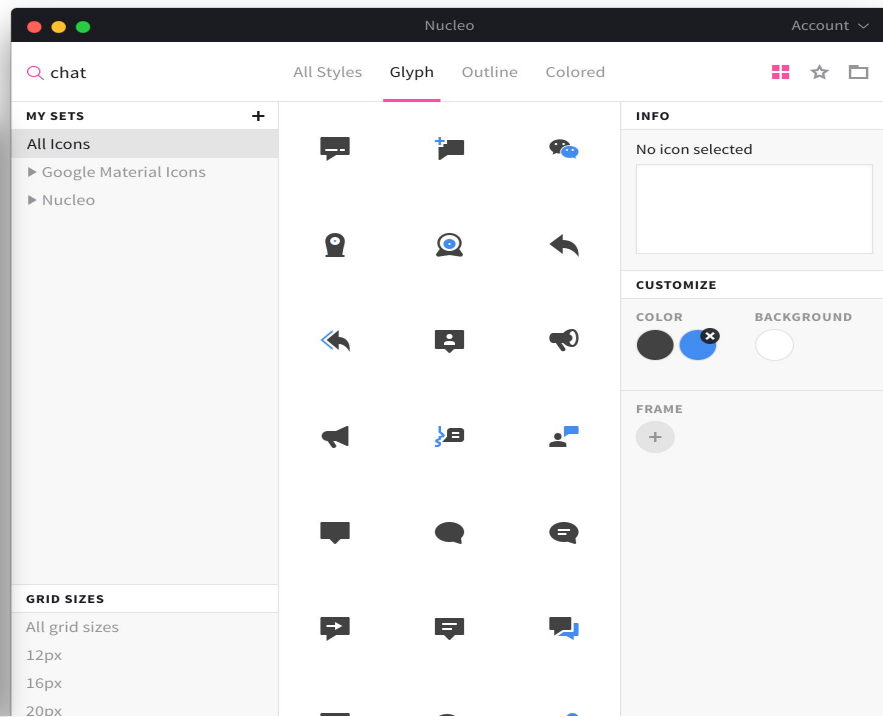 Nucleo
Account
chat
All Styles
Glyph
Outline
Colored
MY SETS
All Icons
Google Material Icons
Nucleo
GRID SIZES
All grid sizes
12px
16px
20px
INFO
No icon selected
CUSTOMIZE
COLOR
BACKGROUND
FRAME